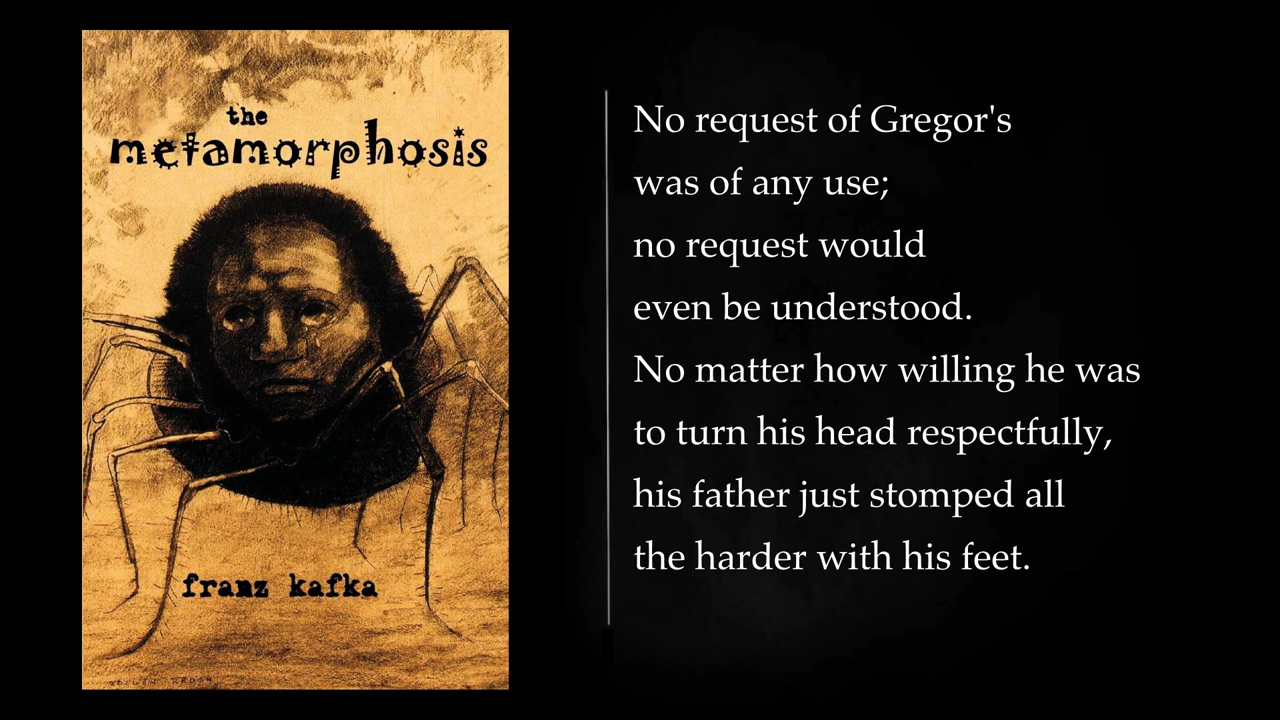 the
metamorphosis
franz kafka
ODILON REDON
No request of Gregor's
was of any use;
no request would
even be understood.
No matter how willing he was
to turn his head respectfully,
his father just stomped all
the harder with his feet.